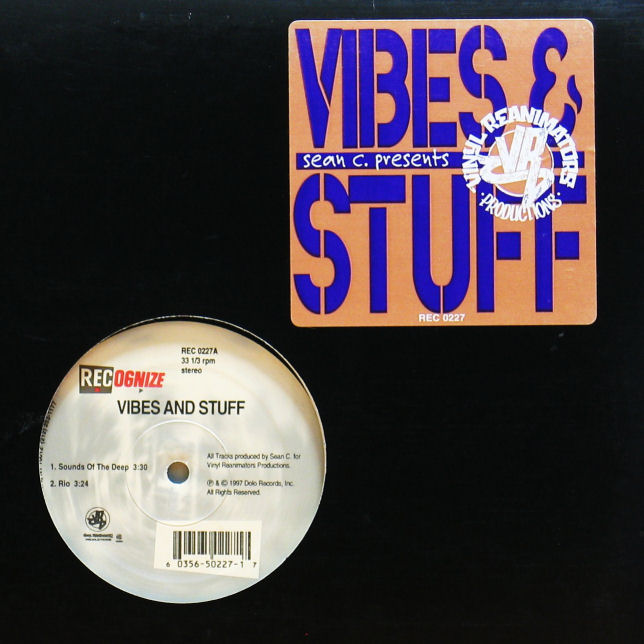 VIBES &
sean c. presents
VINYL REANIMATORS
VR
· PRODUCTIONS ·
STUFF
REC 0227
REC 0227A
33 1/3 rpm
stereo
RECOGNIZE
VIBES AND STUFF
1. Sounds Of The Deep 3:30
2. Rio 3:24
All Tracks produced by Sean C. for
Vinyl Reanimators Productions.
℗ & © 1997 Dolo Records, Inc.
All Rights Reserved.
6 0356-50227-1 7